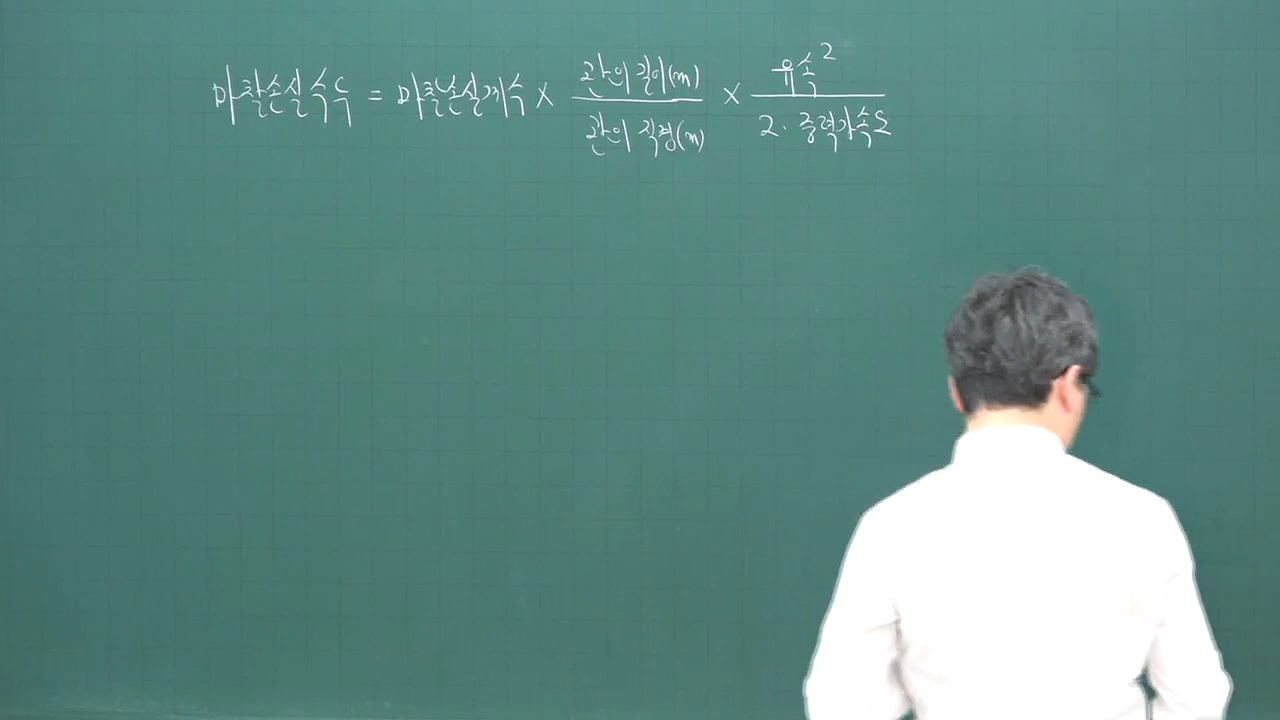 마찰손실수두 = 마찰손실계수 × 관의 길이(m) / 관의 직경(m) × 유속² / 2·중력가속도